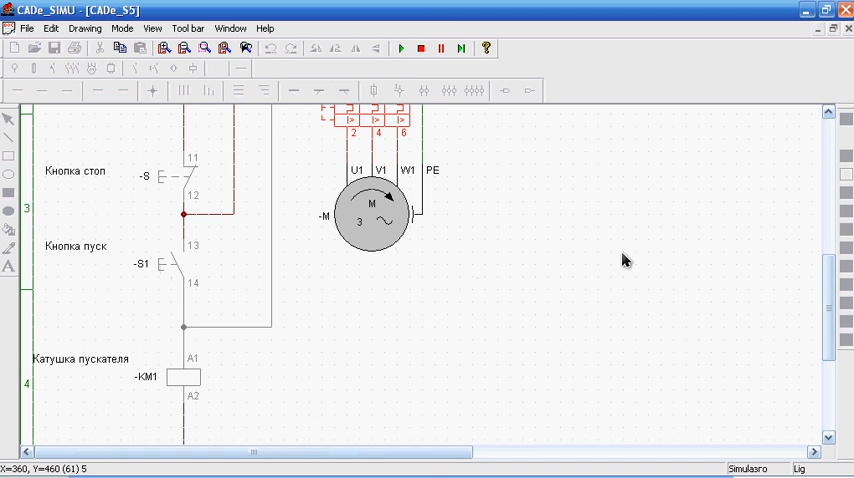 CADe_SIMU - [CADe_S5]
File Edit Drawing Mode View Tool bar Window Help
2 4 6
U1 V1 W1 PE
11
Кнопка стоп
-S
12
3
-M
M
3
Кнопка пуск
13
-S1
14
Катушка пускателя
A1
-KM1
4
A2
X=360, Y=460 (61) 5
Simulaзго
Lig